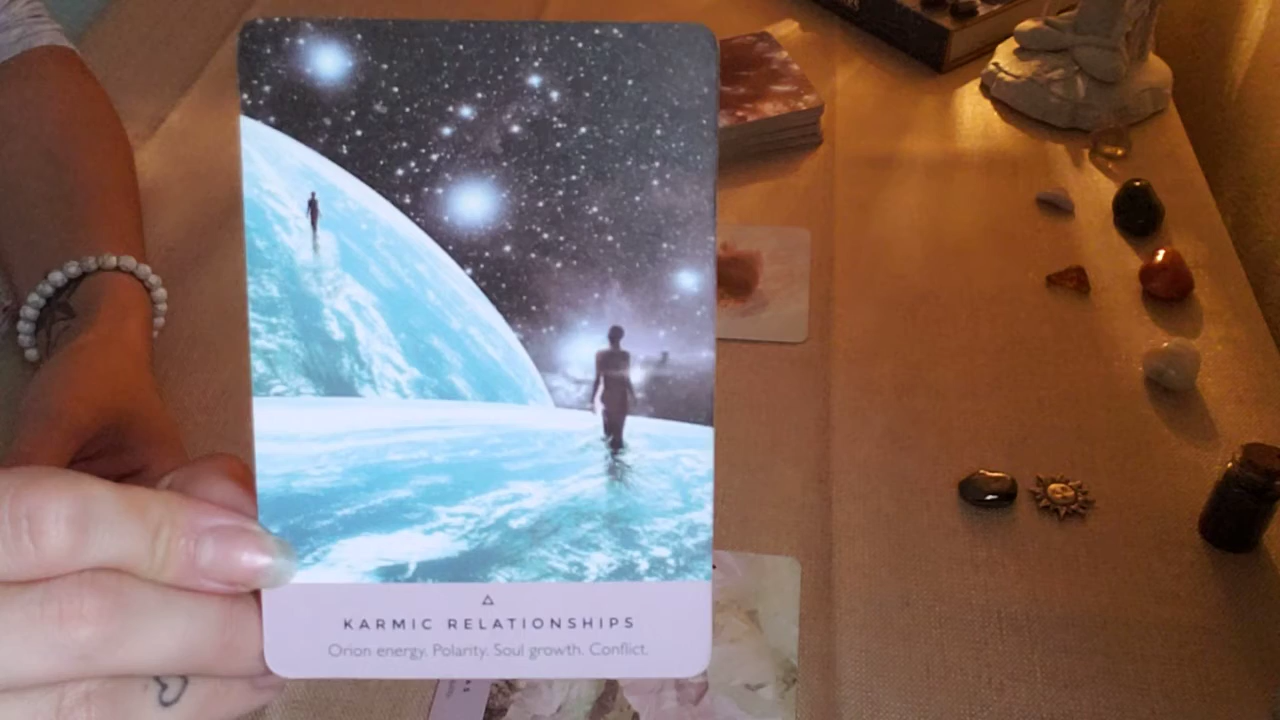 KARMIC RELATIONSHIPS
Orion energy. Polarity. Soul growth. Conflict.